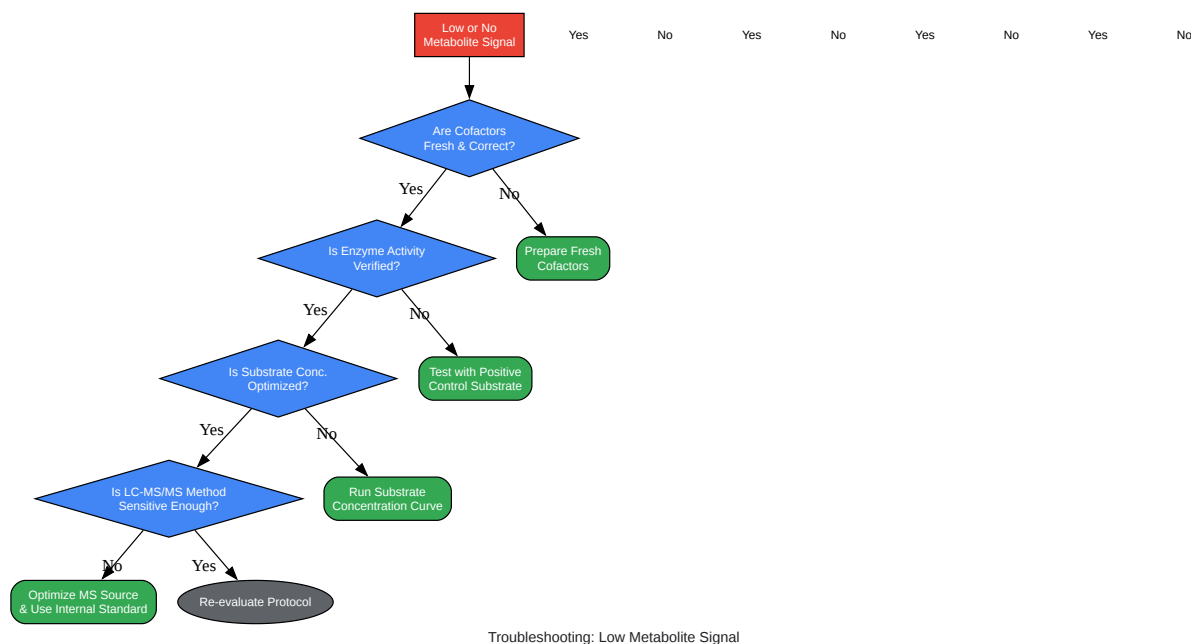 Low or No
Metabolite Signal
Yes
No
Yes
No
Yes
No
Yes
No
Are Cofactors
Fresh & Correct?
Yes
No
Is Enzyme Activity
Verified?
Prepare Fresh
Cofactors
Yes
No
Is Substrate Conc.
Optimized?
Test with Positive
Control Substrate
Yes
No
Is LC-MS/MS Method
Sensitive Enough?
Run Substrate
Concentration Curve
No
Yes
Optimize MS Source
& Use Internal Standard
Re-evaluate Protocol
Troubleshooting: Low Metabolite Signal